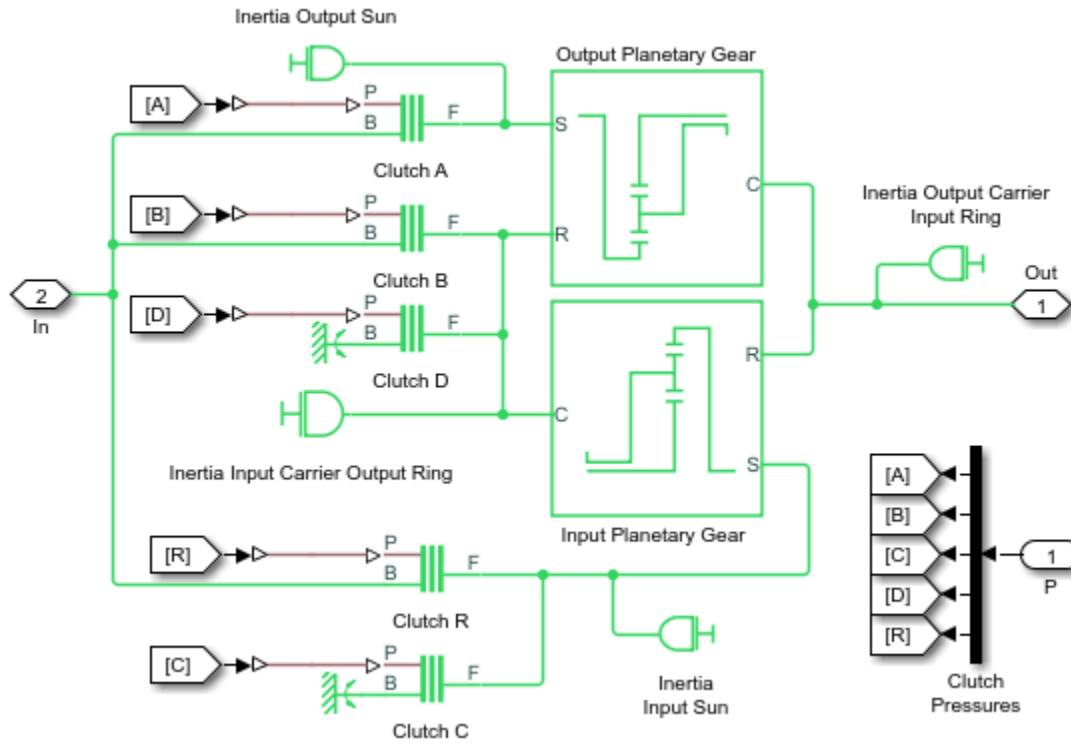 Inertia Output Sun
Output Planetary Gear
[A]
P
B
F
S
Clutch A
C
Inertia Output Carrier
Input Ring
[B]
P
B
F
R
Clutch B
Out
1
2
In
[D]
P
B
F
Clutch D
R
C
Inertia Input Carrier Output Ring
S
Input Planetary Gear
[A]
[B]
[C]
[D]
[R]
1
P
Clutch
Pressures
[R]
P
B
F
Clutch R
[C]
P
B
F
Clutch C
Inertia
Input Sun